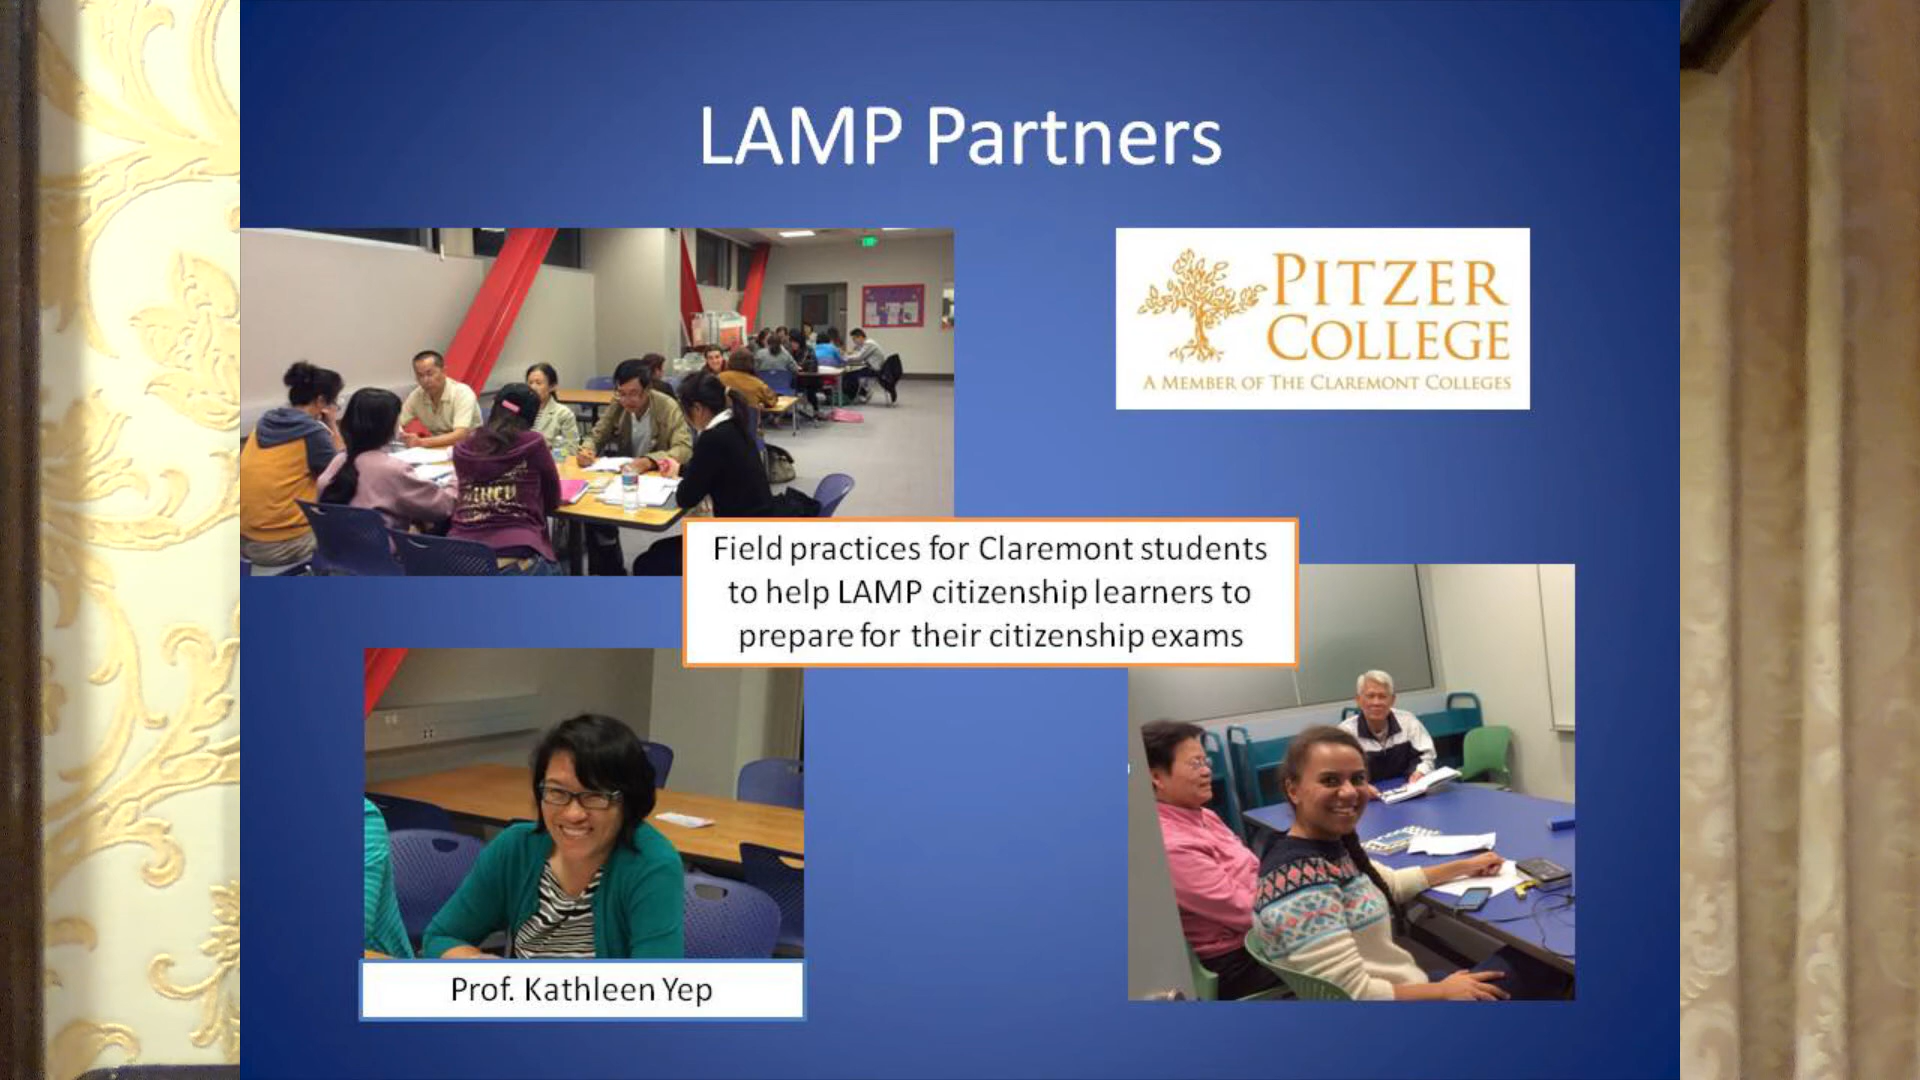 LAMP Partners
PITZER
COLLEGE
A MEMBER OF THE CLAREMONT COLLEGES
Field practices for Claremont students
to help LAMP citizenship learners to
prepare for their citizenship exams
Prof. Kathleen Yep